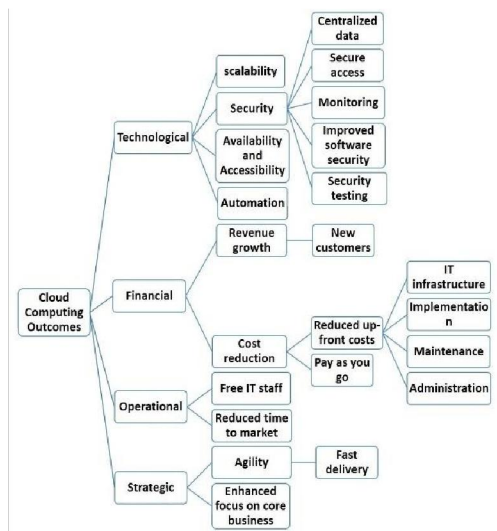 Cloud
Computing
Outcomes
Technological
scalability
Security
Centralized
data
Secure
access
Monitoring
Improved
software
security
Security
testing
Availability
and
Accessibility
Automation
Financial
Revenue
growth
New
customers
Cost
reduction
Reduced up-
front costs
IT
infrastructure
Implementatio
n
Maintenance
Administration
Pay as you
go
Operational
Free IT staff
Reduced time
to market
Strategic
Agility
Fast
delivery
Enhanced
focus on core
business